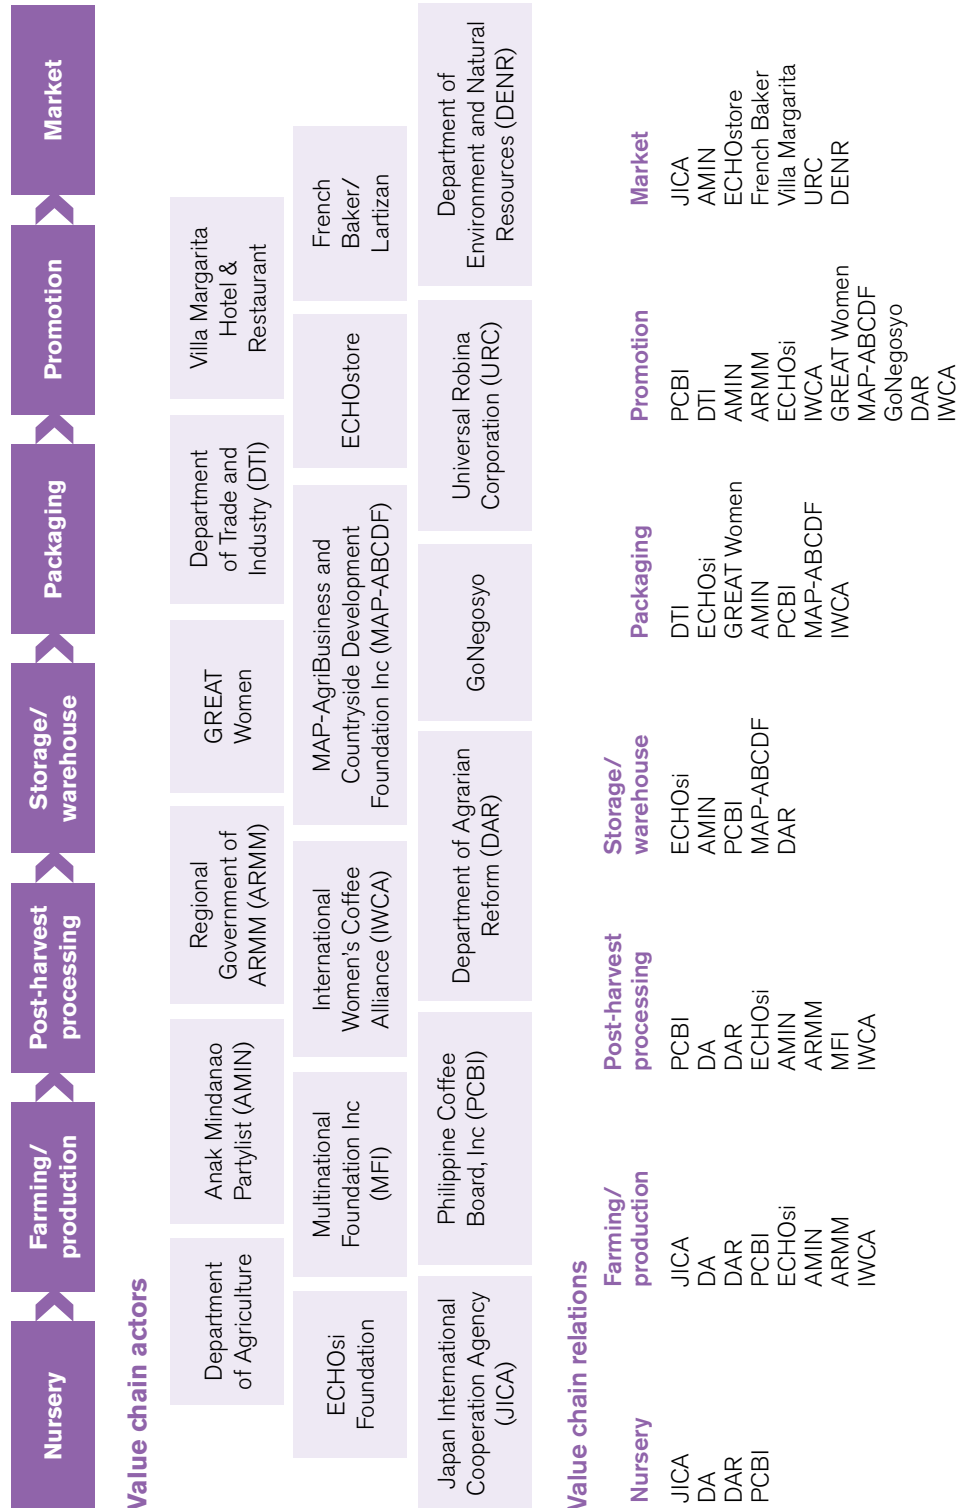 Nursery
Farming/
production
Post-harvest
processing
Storage/
warehouse
Packaging
Promotion
Market
Value chain actors
Department
of Agriculture
Anak Mindanao
Partylist (AMIN)
Regional
Government of
ARMM (ARMM)
GREAT
Women
Department
of Trade and
Industry (DTI)
Villa Margarita
Hotel &
Restaurant
ECHOsi
Foundation
Multinational
Foundation Inc
(MFI)
International
Women's Coffee
Alliance (IWCA)
MAP-AgriBusiness and
Countryside Development
Foundation Inc (MAP-ABCDF)
ECHOstore
French
Baker/
Lartizan
Japan International
Cooperation Agency
(JICA)
Philippine Coffee
Board, Inc (PCBI)
Department of Agrarian
Reform (DAR)
GoNegosyo
Universal Robina
Corporation (URC)
Department of
Environment and Natural
Resources (DENR)
Value chain relations
Nursery
JICA
DA
DAR
PCBI
Farming/
production
JICA
DA
DAR
PCBI
ECHOsi
AMIN
ARMM
IWCA
Post-harvest
processing
PCBI
DA
DAR
ECHOsi
AMIN
ARMM
MFI
IWCA
Storage/
warehouse
ECHOsi
AMIN
PCBI
MAP-ABCDF
DAR
Packaging
DTI
ECHOsi
GREAT Women
AMIN
PCBI
MAP-ABCDF
IWCA
Promotion
PCBI
DTI
AMIN
ARMM
ECHOsi
IWCA
GREAT Women
MAP-ABCDF
GoNegosyo
DAR
IWCA
Market
JICA
AMIN
ECHOstore
French Baker
Villa Margarita
URC
DENR